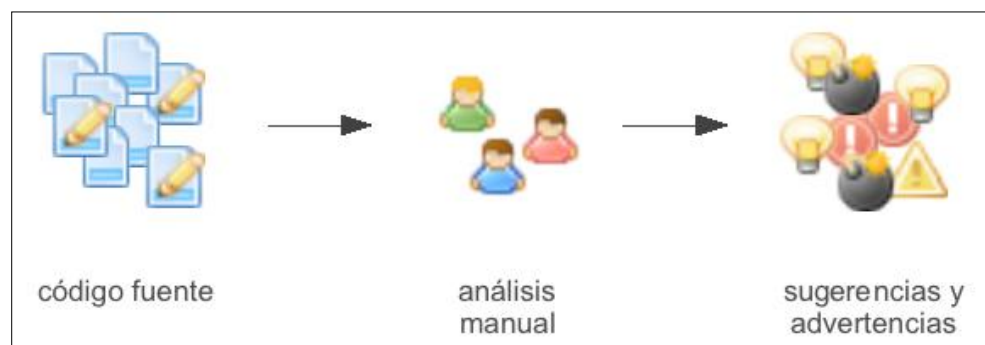 código fuente
análisis
manual
sugerencias y
advertencias